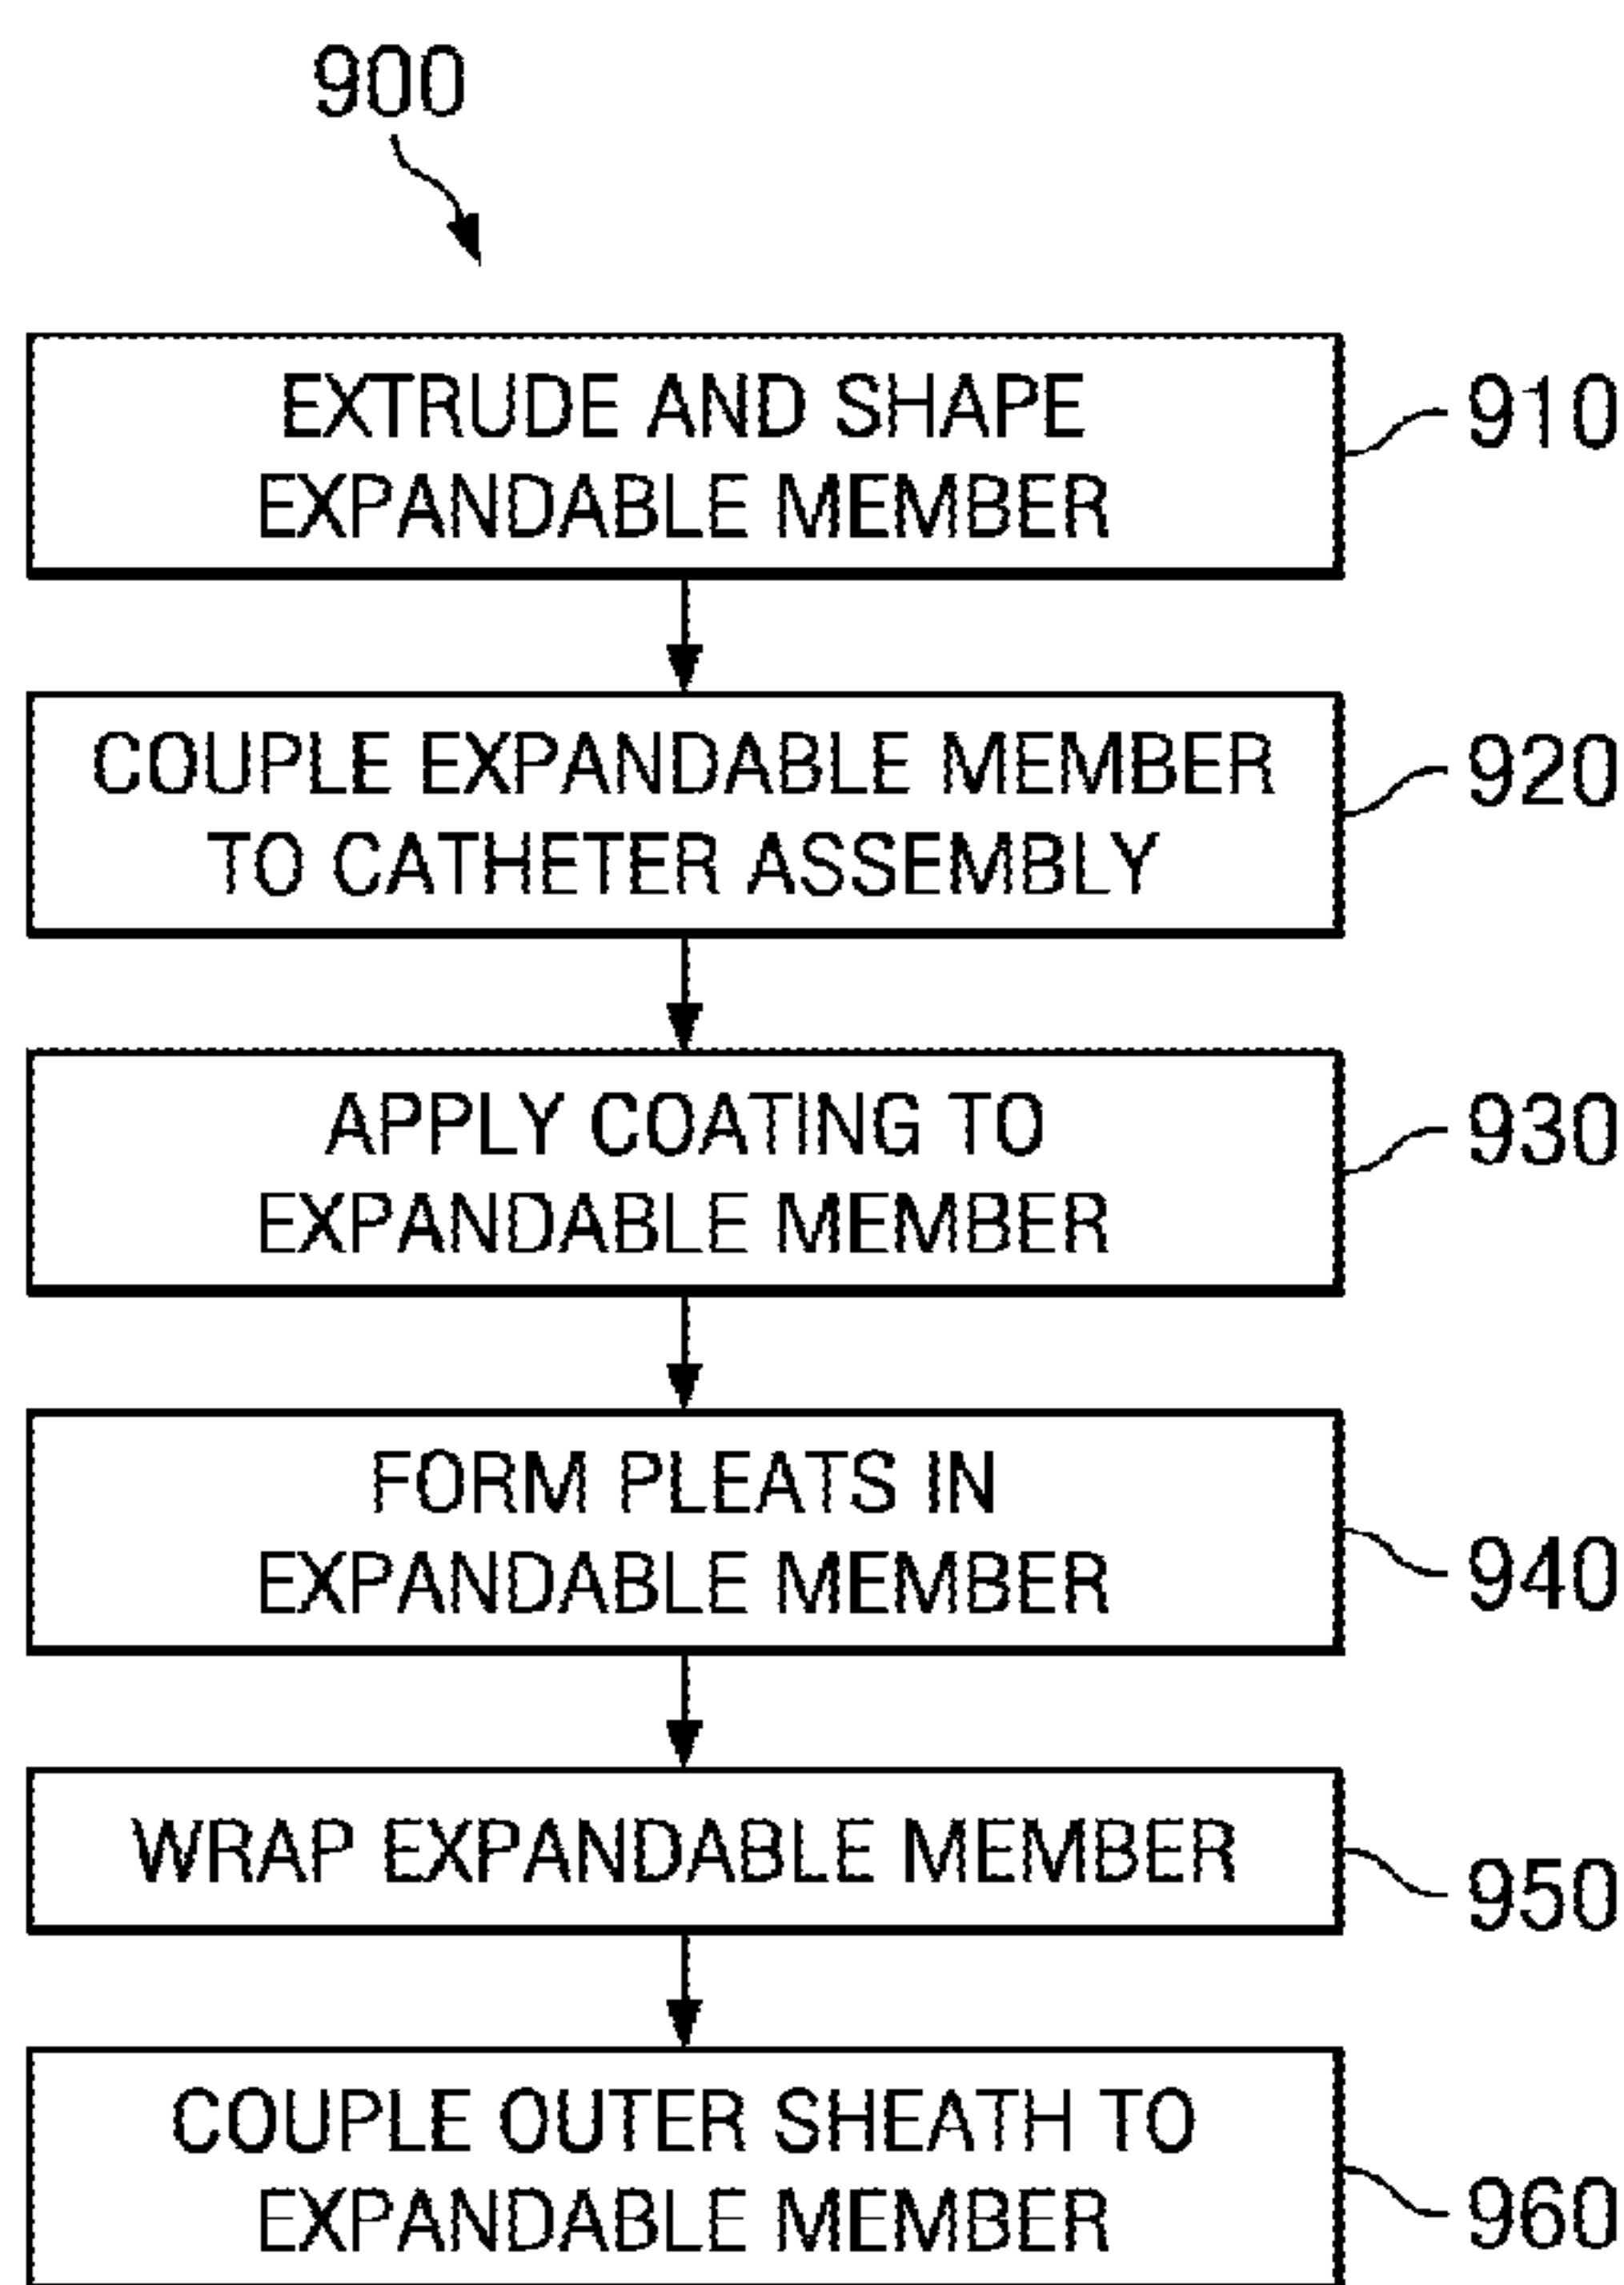 900
EXTRUDE AND SHAPE
EXPANDABLE MEMBER
910
COUPLE EXPANDABLE MEMBER
TO CATHETER ASSEMBLY
920
APPLY COATING TO
EXPANDABLE MEMBER
930
FORM PLEATS IN
EXPANDABLE MEMBER
940
WRAP EXPANDABLE MEMBER
950
COUPLE OUTER SHEATH TO
EXPANDABLE MEMBER
960